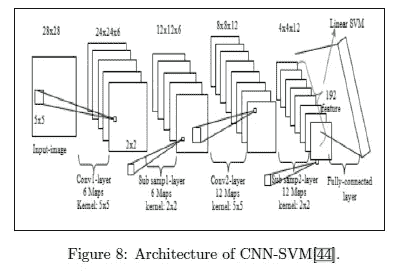 28x28
24x24x6
12x12x6
8x8x12
4x4x12
Linear SVM
192
feature
5x5
2x2
Input-image
Conv1-layer
6 Maps
Kernel: 5x5
Sub samp1-layer
6 Maps
kernel: 2x2
Conv2-layer
12 Maps
kernel: 5x5
Sub samp2-layer
12 Maps
kernel: 2x2
Fully-connected
layer
Figure 8: Architecture of CNN-SVM[44].